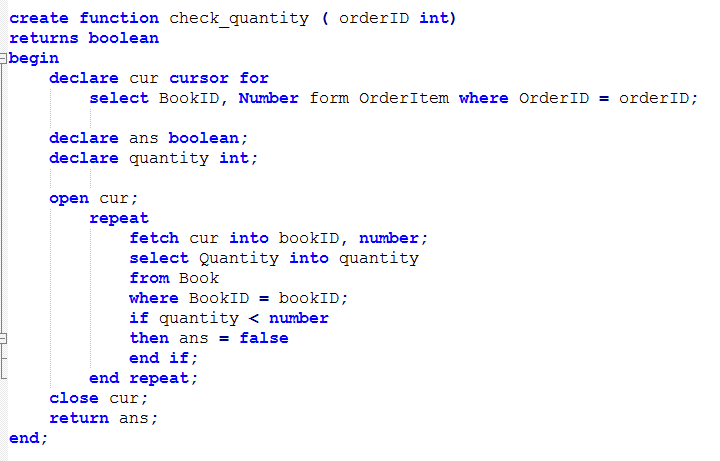 create function check_quantity ( orderID int)
returns boolean
begin
declare cur cursor for
select BookID, Number form OrderItem where OrderID = orderID;
declare ans boolean;
declare quantity int;
open cur;
repeat
fetch cur into bookID, number;
select Quantity into quantity
from Book
where BookID = bookID;
if quantity < number
then ans = false
end if;
end repeat;
close cur;
return ans;
end;